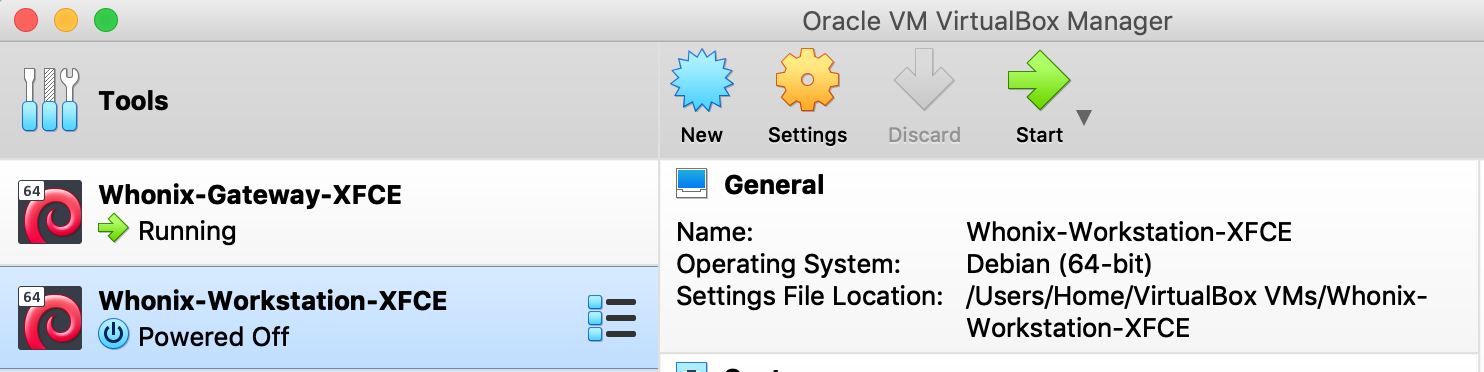 Oracle VM VirtualBox Manager
Tools
New Settings Discard Start
64 Whonix-Gateway-XFCE
Running
64 Whonix-Workstation-XFCE
Powered Off
General
Name: Whonix-Workstation-XFCE
Operating System: Debian (64-bit)
Settings File Location: /Users/Home/VirtualBox VMs/Whonix-
Workstation-XFCE